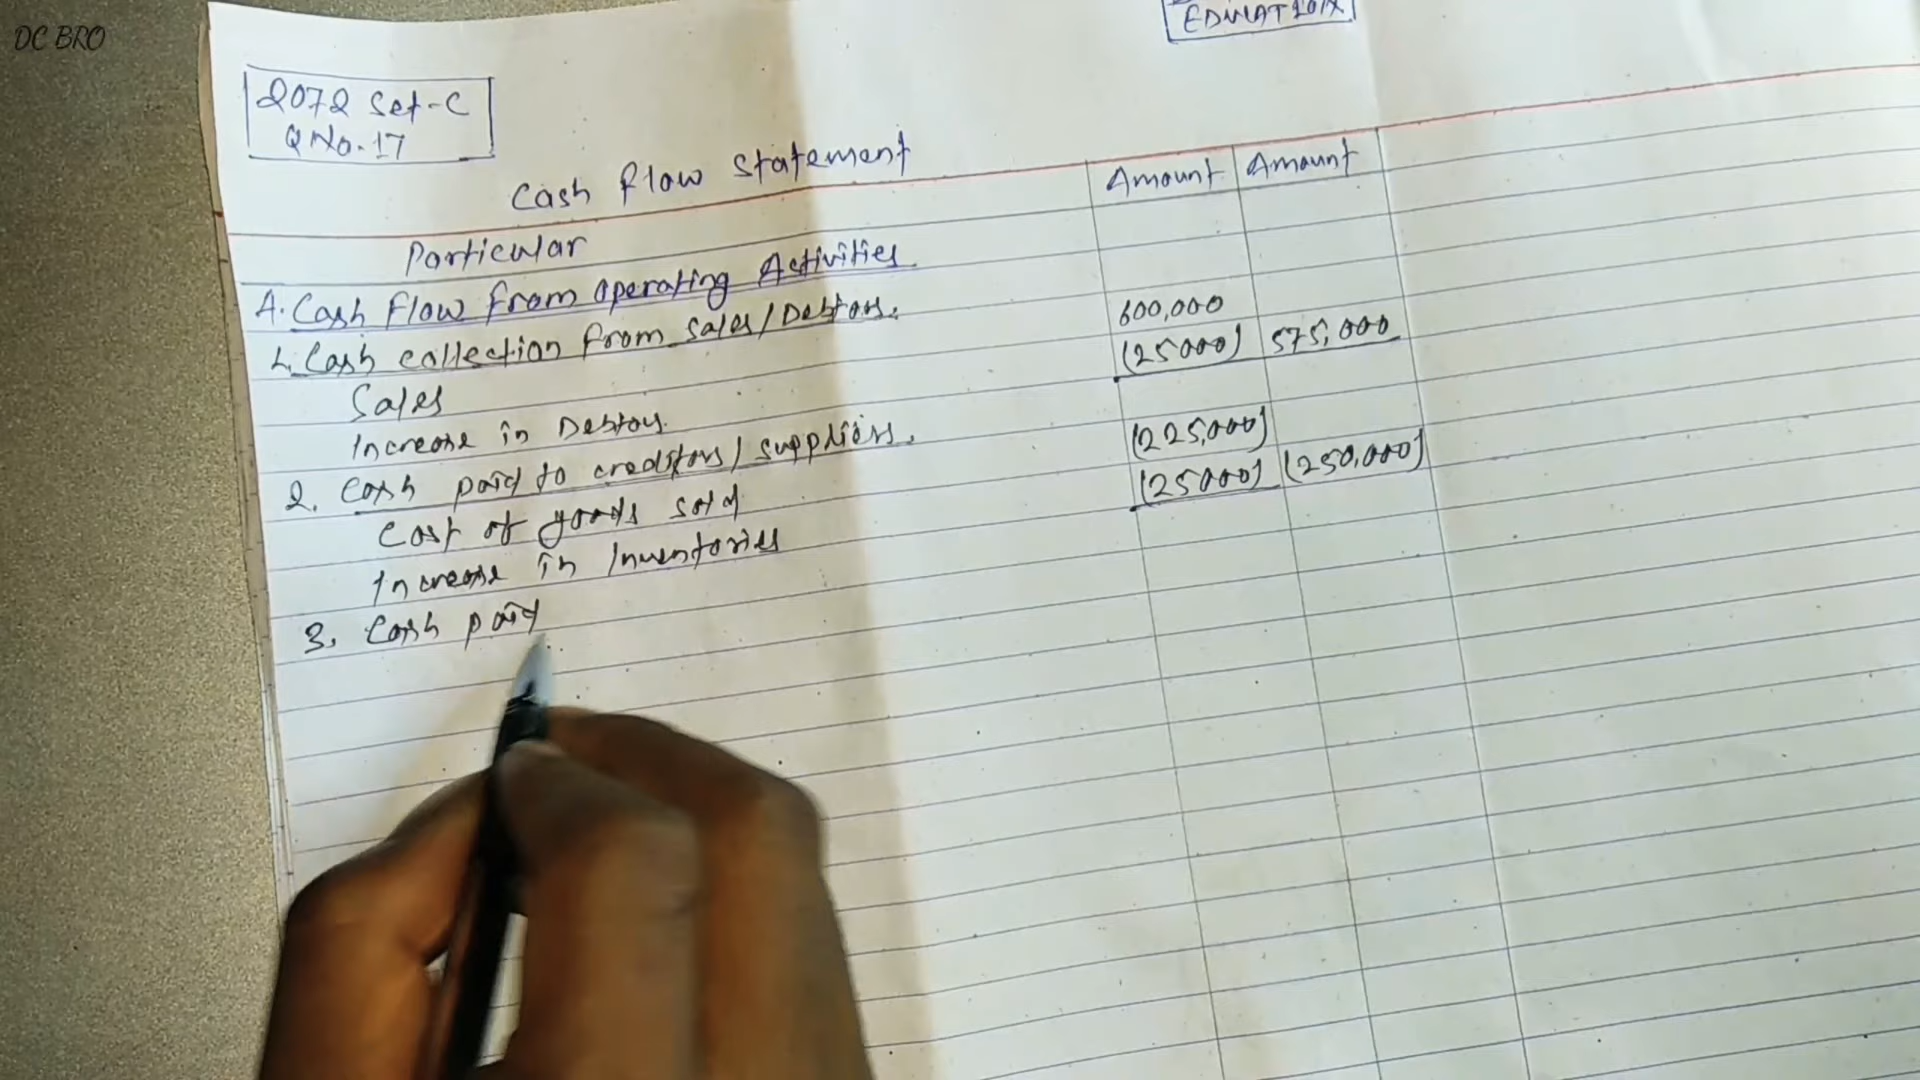 DC BRO
EDUCATION
2072 Set-C
Q No. 17
Cash Flow Statement
Particular
Amount
Amount
A. Cash Flow from Operating Activities
1. Cash collection from Sales/Debtors.
Sales
600,000
Increase in Debtors.
(25000)
575,000
2. Cash paid to creditors/suppliers.
Cost of goods sold
(225,000)
Increase in Inventories
(25000)
(250,000)
3. Cash paid